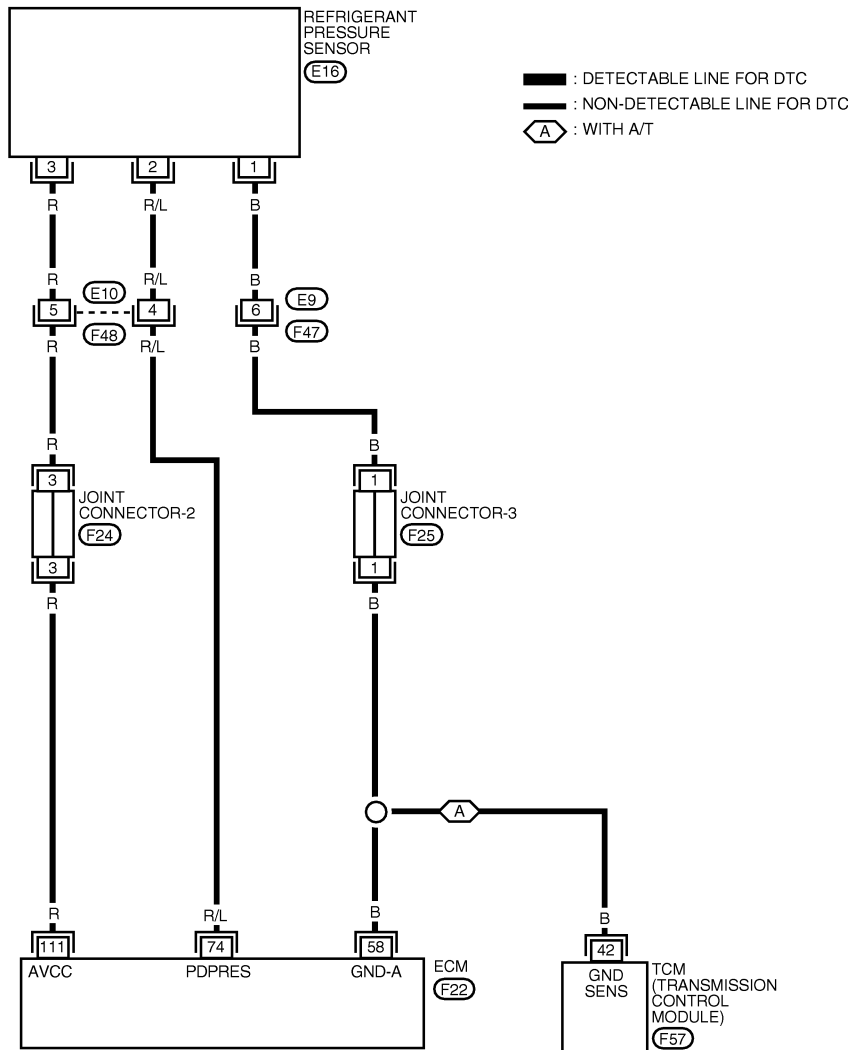 REFRIGERANT
PRESSURE
SENSOR
E16
: DETECTABLE LINE FOR DTC
: NON-DETECTABLE LINE FOR DTC
A : WITH A/T
3 2 1
R R/L B
R R/L B
5 E10 4 6 E9
F48 F47
R R/L B
R B
3 1
JOINT
CONNECTOR-2
F24
JOINT
CONNECTOR-3
F25
3 1
R B
A
R R/L B B
111 74 58 42
AVCC PDPRES GND-A
ECM
F22
GND
SENS
TCM
(TRANSMISSION
CONTROL
MODULE)
F57